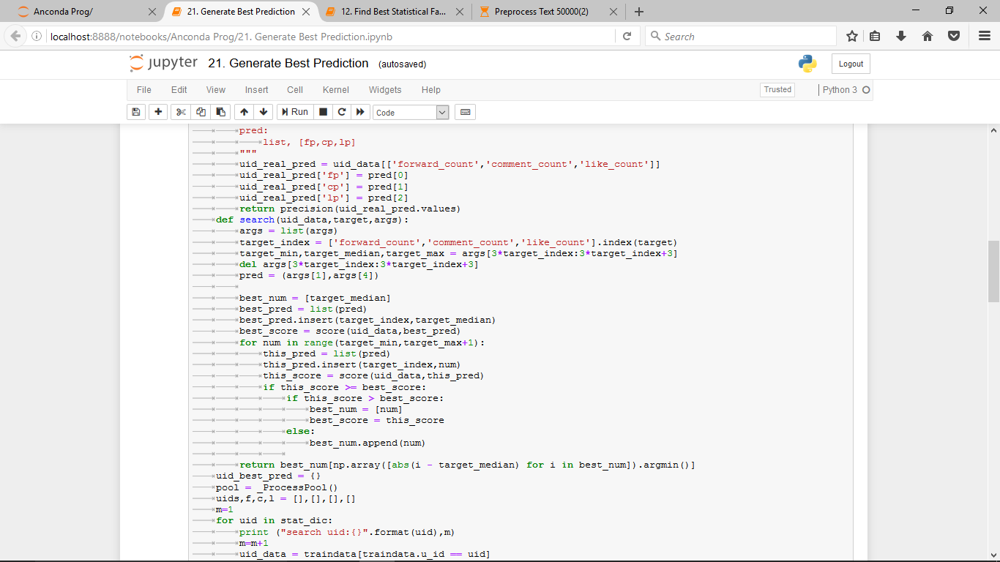 Anconda Prog/
21. Generate Best Prediction
12. Find Best Statistical Fa...
Preprocess Text 50000(2)
localhost:8888/notebooks/Anconda Prog/21. Generate Best Prediction.ipynb
Search
jupyter 21. Generate Best Prediction (autosaved)
Logout
File Edit View Insert Cell Kernel Widgets Help
Trusted
Python 3
Run
Code
pred:
list, [fp,cp,lp]
"""
uid_real_pred = uid_data[['forward_count','comment_count','like_count']]
uid_real_pred['fp'] = pred[0]
uid_real_pred['cp'] = pred[1]
uid_real_pred['lp'] = pred[2]
return precision(uid_real_pred.values)
def search(uid_data,target,args):
args = list(args)
target_index = ['forward_count','comment_count','like_count'].index(target)
target_min,target_median,target_max = args[3*target_index:3*target_index+3]
del args[3*target_index:3*target_index+3]
pred = (args[1],args[4])
best_num = [target_median]
best_pred = list(pred)
best_pred.insert(target_index,target_median)
best_score = score(uid_data,best_pred)
for num in range(target_min,target_max+1):
this_pred = list(pred)
this_pred.insert(target_index,num)
this_score = score(uid_data,this_pred)
if this_score >= best_score:
if this_score > best_score:
best_num = [num]
best_score = this_score
else:
best_num.append(num)
return best_num[np.array([abs(i - target_median) for i in best_num]).argmin()]
uid_best_pred = {}
pool = _ProcessPool()
uids,f,c,l = [],[],[],[]
m=1
for uid in stat_dic:
print ("search uid:{}".format(uid),m)
m=m+1
uid_data = traindata[traindata.u_id == uid]